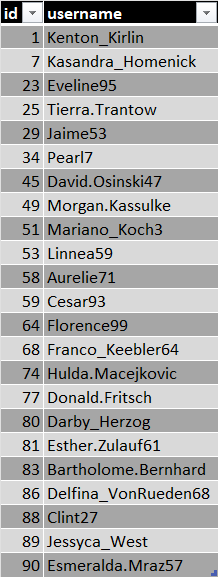 id username
1 Kenton_Kirlin
7 Kasandra_Homenick
23 Eveline95
25 Tierra.Trantow
29 Jaime53
34 Pearl7
45 David.Osinski47
49 Morgan.Kassulke
51 Mariano_Koch3
53 Linnea59
58 Aurelie71
59 Cesar93
64 Florence99
68 Franco_Keebler64
74 Hulda.Macejkovic
77 Donald.Fritsch
80 Darby_Herzog
81 Esther.Zulauf61
83 Bartholome.Bernhard
86 Delfina_VonRueden68
88 Clint27
89 Jessyca_West
90 Esmeralda.Mraz57